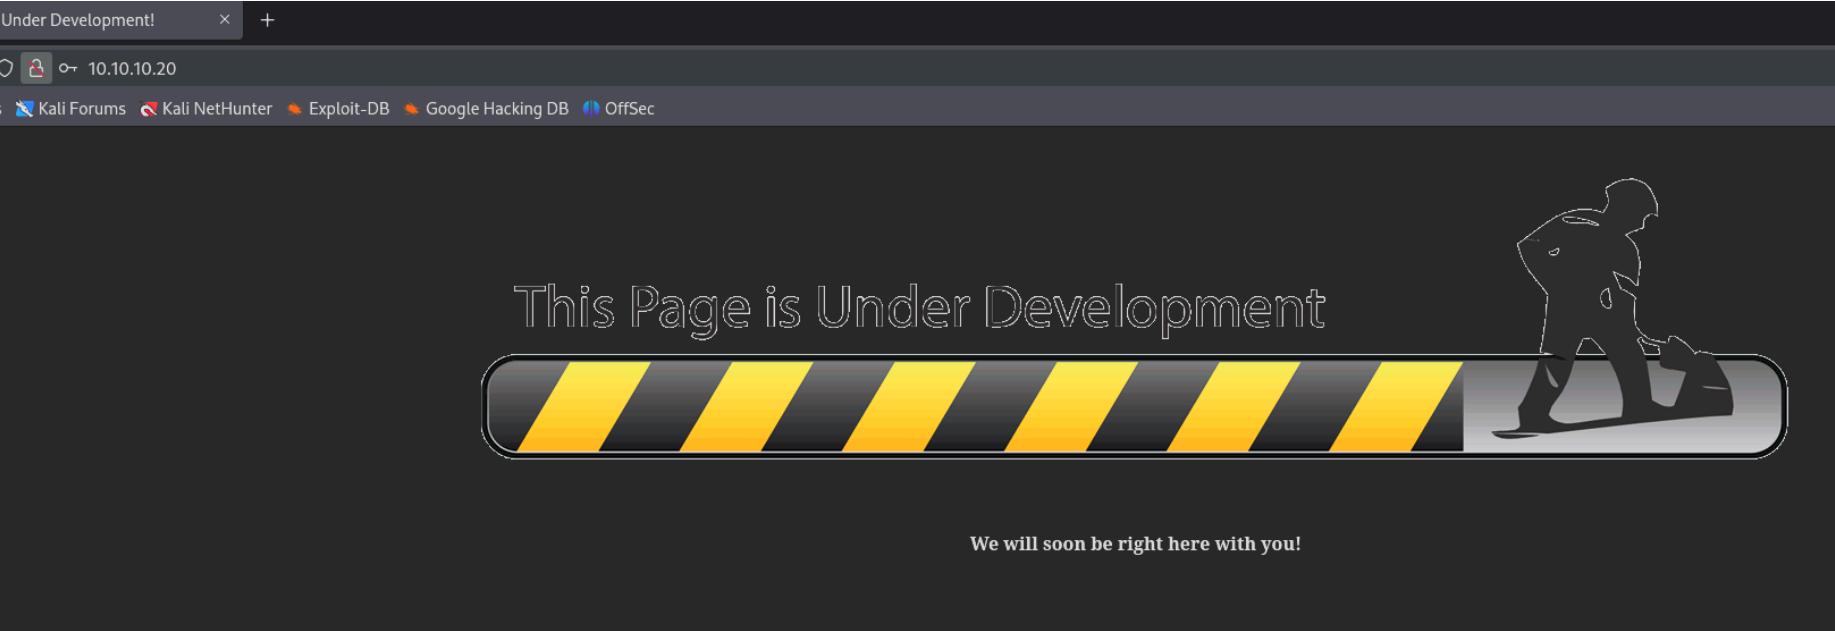 Under Development!
10.10.10.20
Kali Forums Kali NetHunter Exploit-DB Google Hacking DB OffSec
This Page is Under Development
We will soon be right here with you!